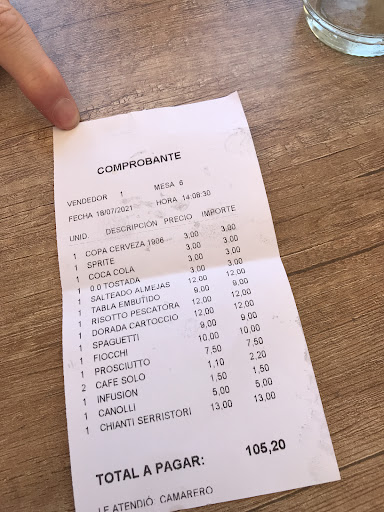 COMPROBANTE
VENDEDOR 1 MESA 6
FECHA 18/07/2021 HORA 14:08:30
UNID. DESCRIPCIÓN PRECIO IMPORTE
1 COPA CERVEZA 1906 3,00 3,00
1 SPRITE 3,00 3,00
1 COCA COLA 3,00 3,00
1 0.0 TOSTADA 3,00 3,00
1 SALTEADO ALMEJAS 12,00 12,00
1 TABLA EMBUTIDO 9,00 9,00
1 RISOTTO PESCATORA 12,00 12,00
1 DORADA CARTOCCIO 12,00 12,00
1 SPAGUETTI 9,00 9,00
1 FIOCCHI 10,00 10,00
1 PROSCIUTTO 7,50 7,50
2 CAFE SOLO 1,10 2,20
1 INFUSION 1,50 1,50
1 CANOLLI 5,00 5,00
1 CHIANTI SERRISTORI 13,00 13,00
TOTAL A PAGAR: 105,20
LE ATENDIÓ: CAMARERO